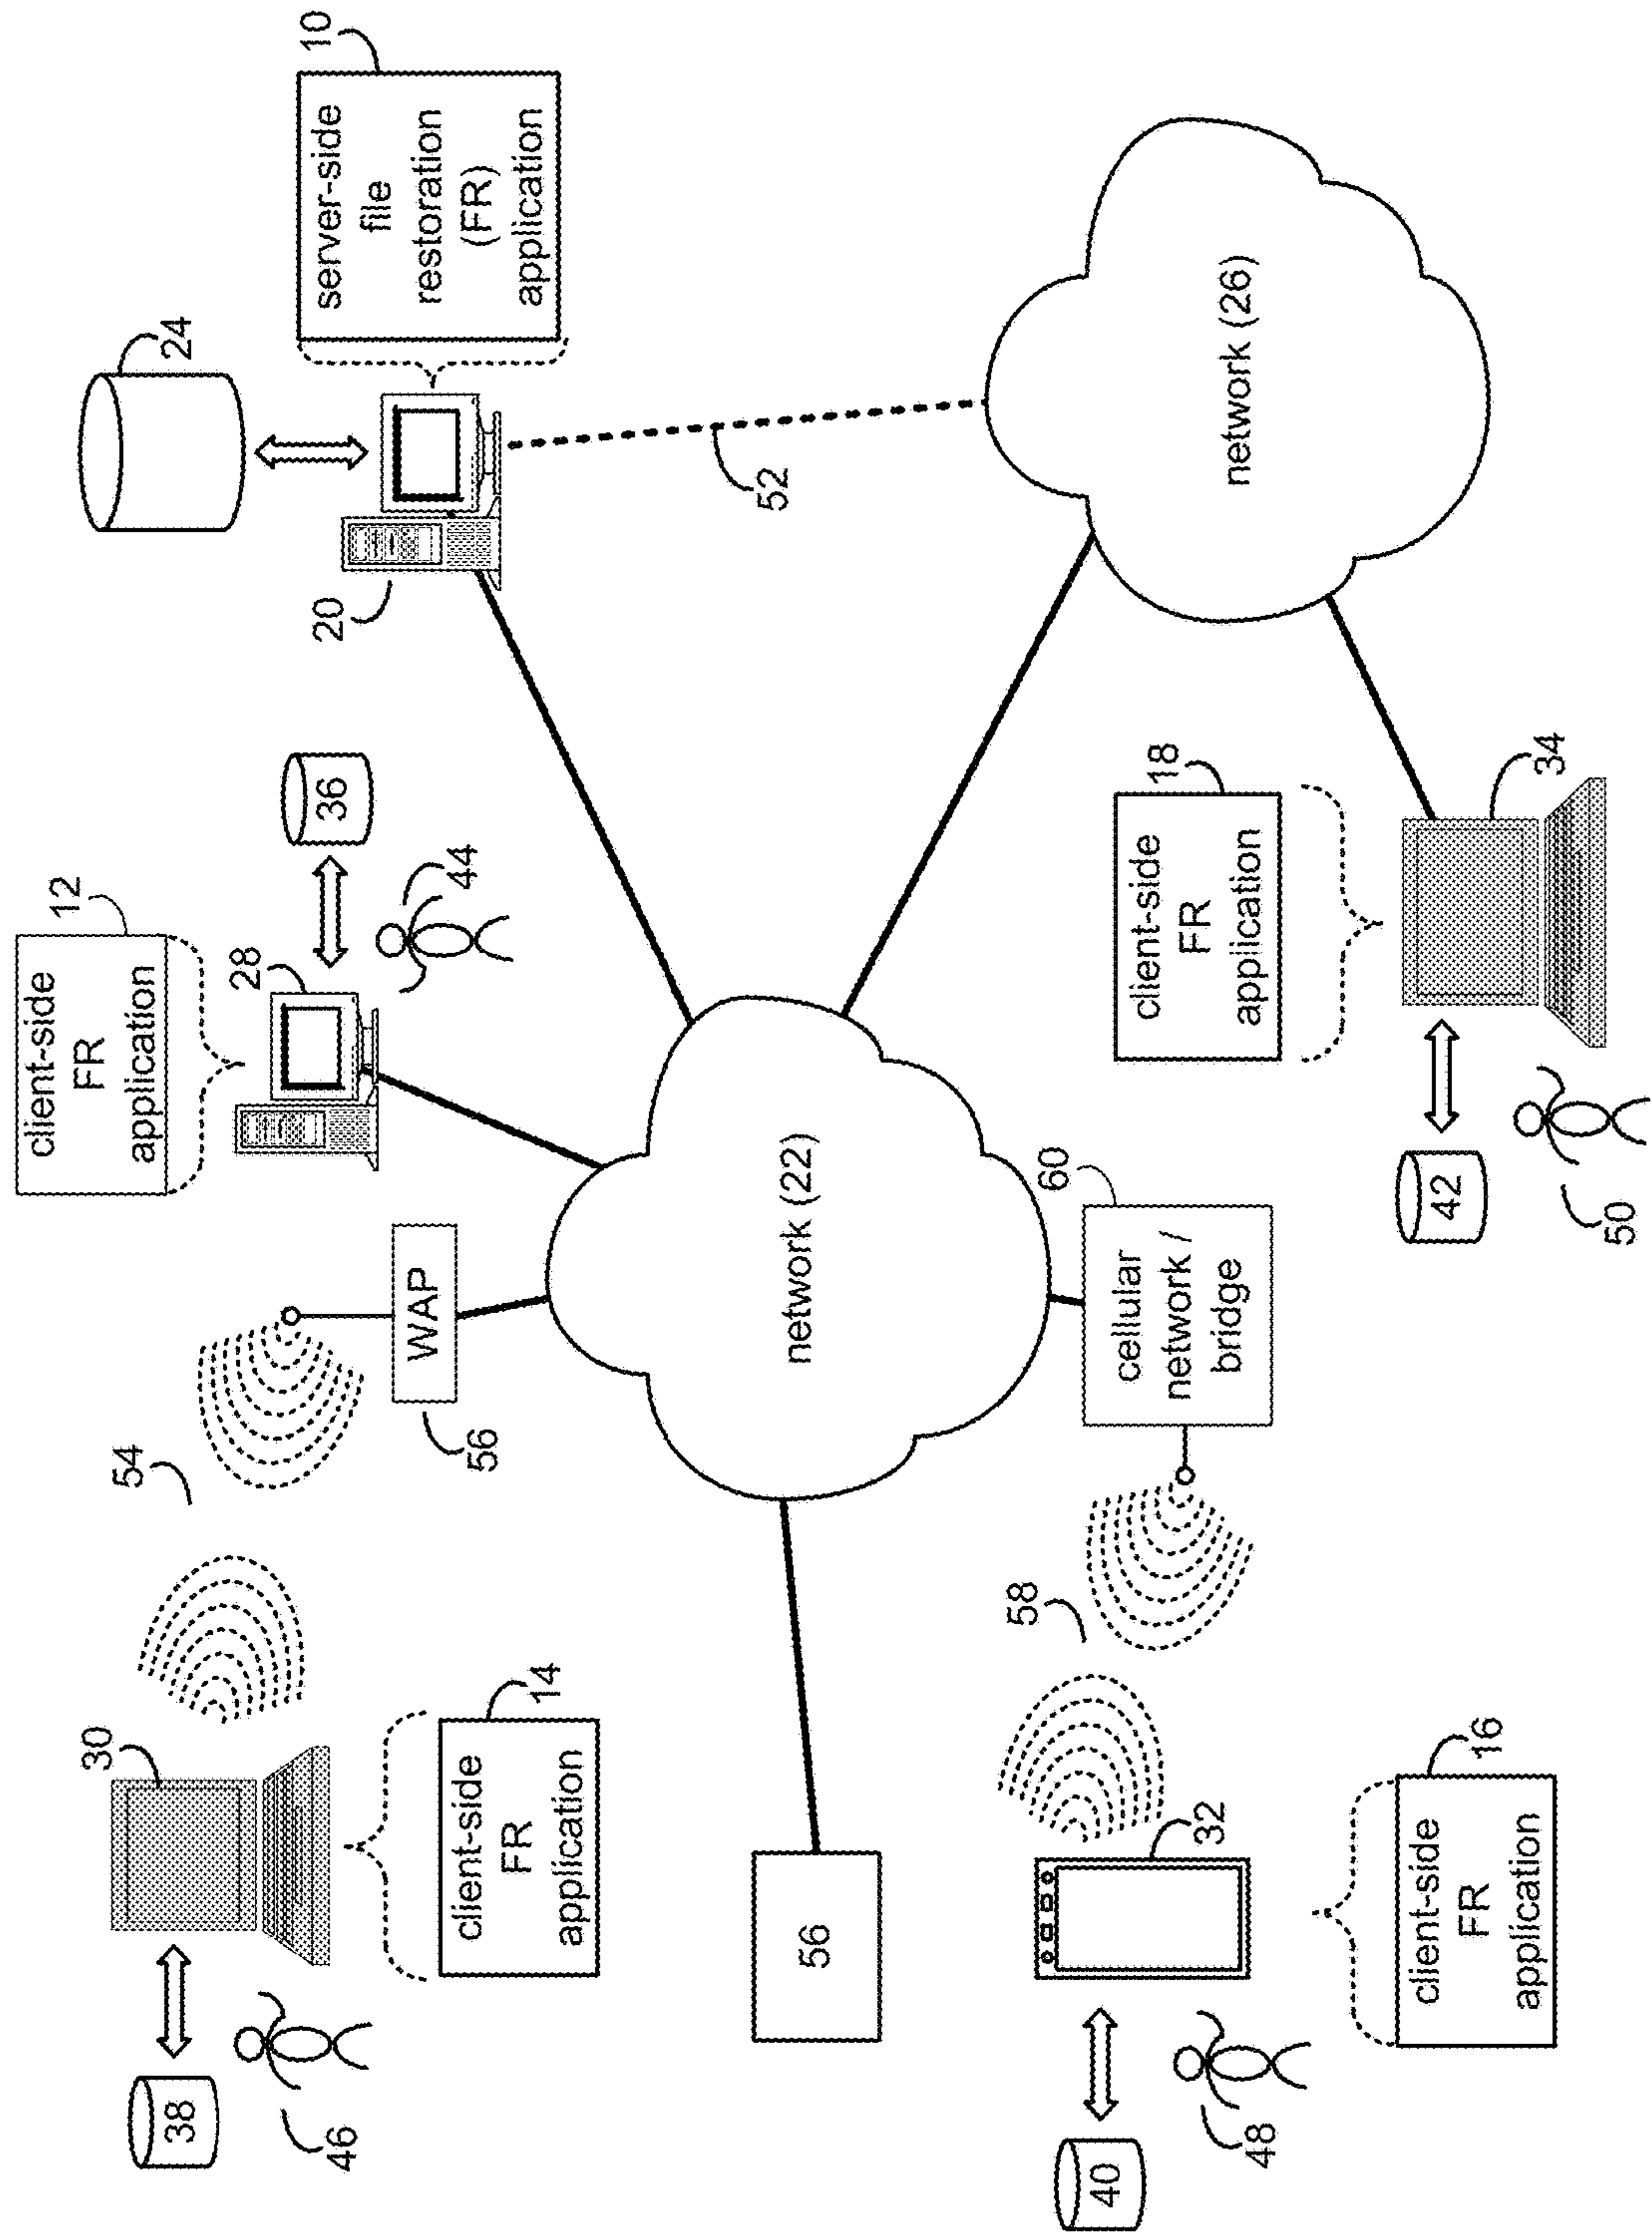 client-side
FR
application
12
30
54
24
38
28
10
server-side
file
restoration
(FR)
application
20
36
46
WAP
44
56
client-side
FR
application
14
52
network (22)
56
58
60
cellular
network /
bridge
40
client-side
FR
application
18
32
network (26)
48
client-side
FR
application
16
42
34
50